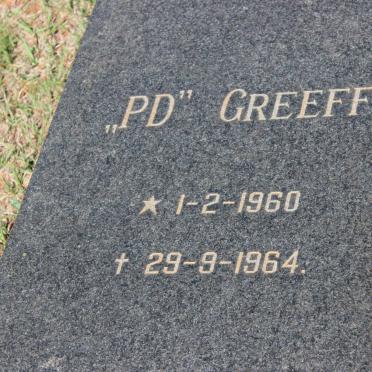 „PD” GREEFF
★ 1-2-1960
† 29-9-1964.